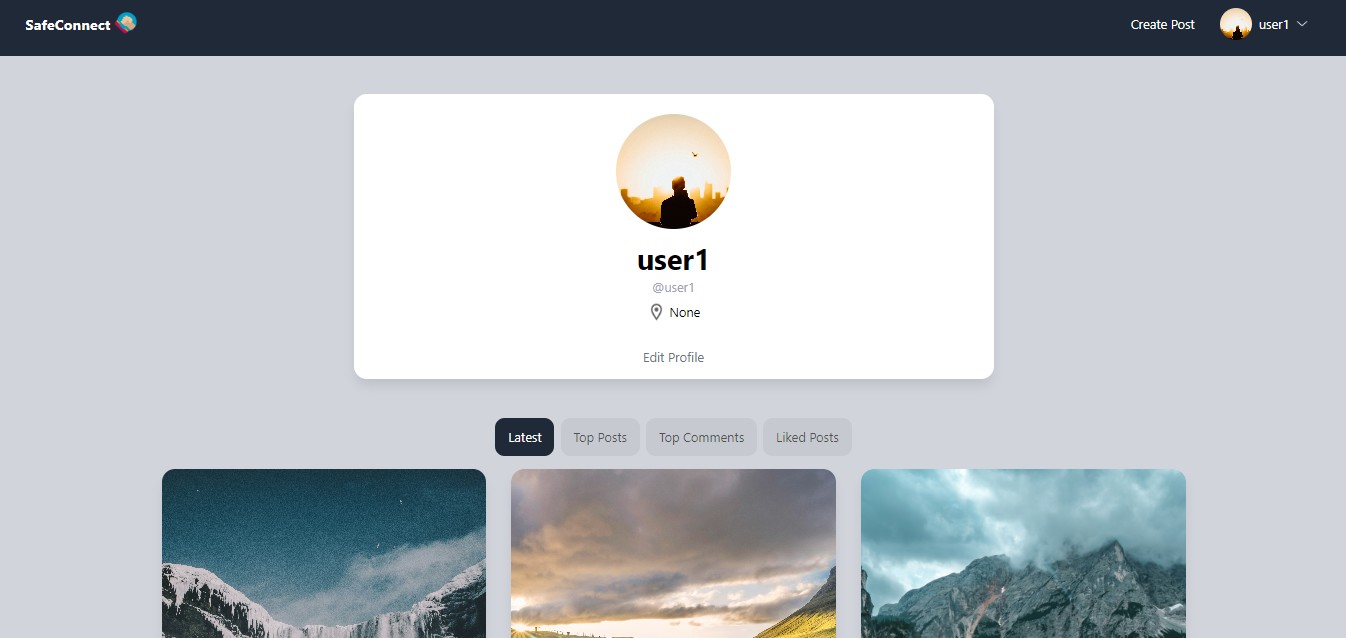 SafeConnect
Create Post
user1
user1
@user1
None
Edit Profile
Latest
Top Posts
Top Comments
Liked Posts